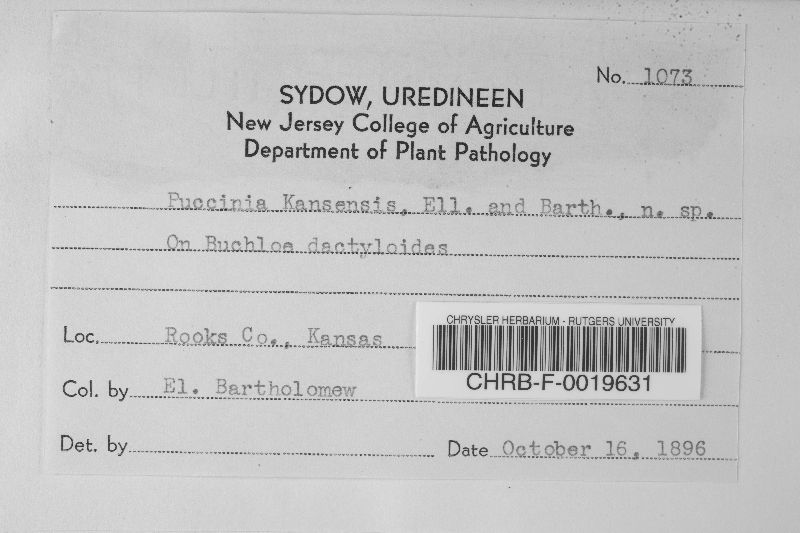 No. 1073
SYDOW, UREDINEEN
New Jersey College of Agriculture
Department of Plant Pathology
Puccinia Kansensis, Ell. and Barth., n. sp.
On Buchloa dactyloides
Loc. Rooks Co., Kansas
CHRYSLER HERBARIUM - RUTGERS UNIVERSITY
CHRB-F-0019631
Col. by El. Bartholomew
Det. by
Date October 16, 1896